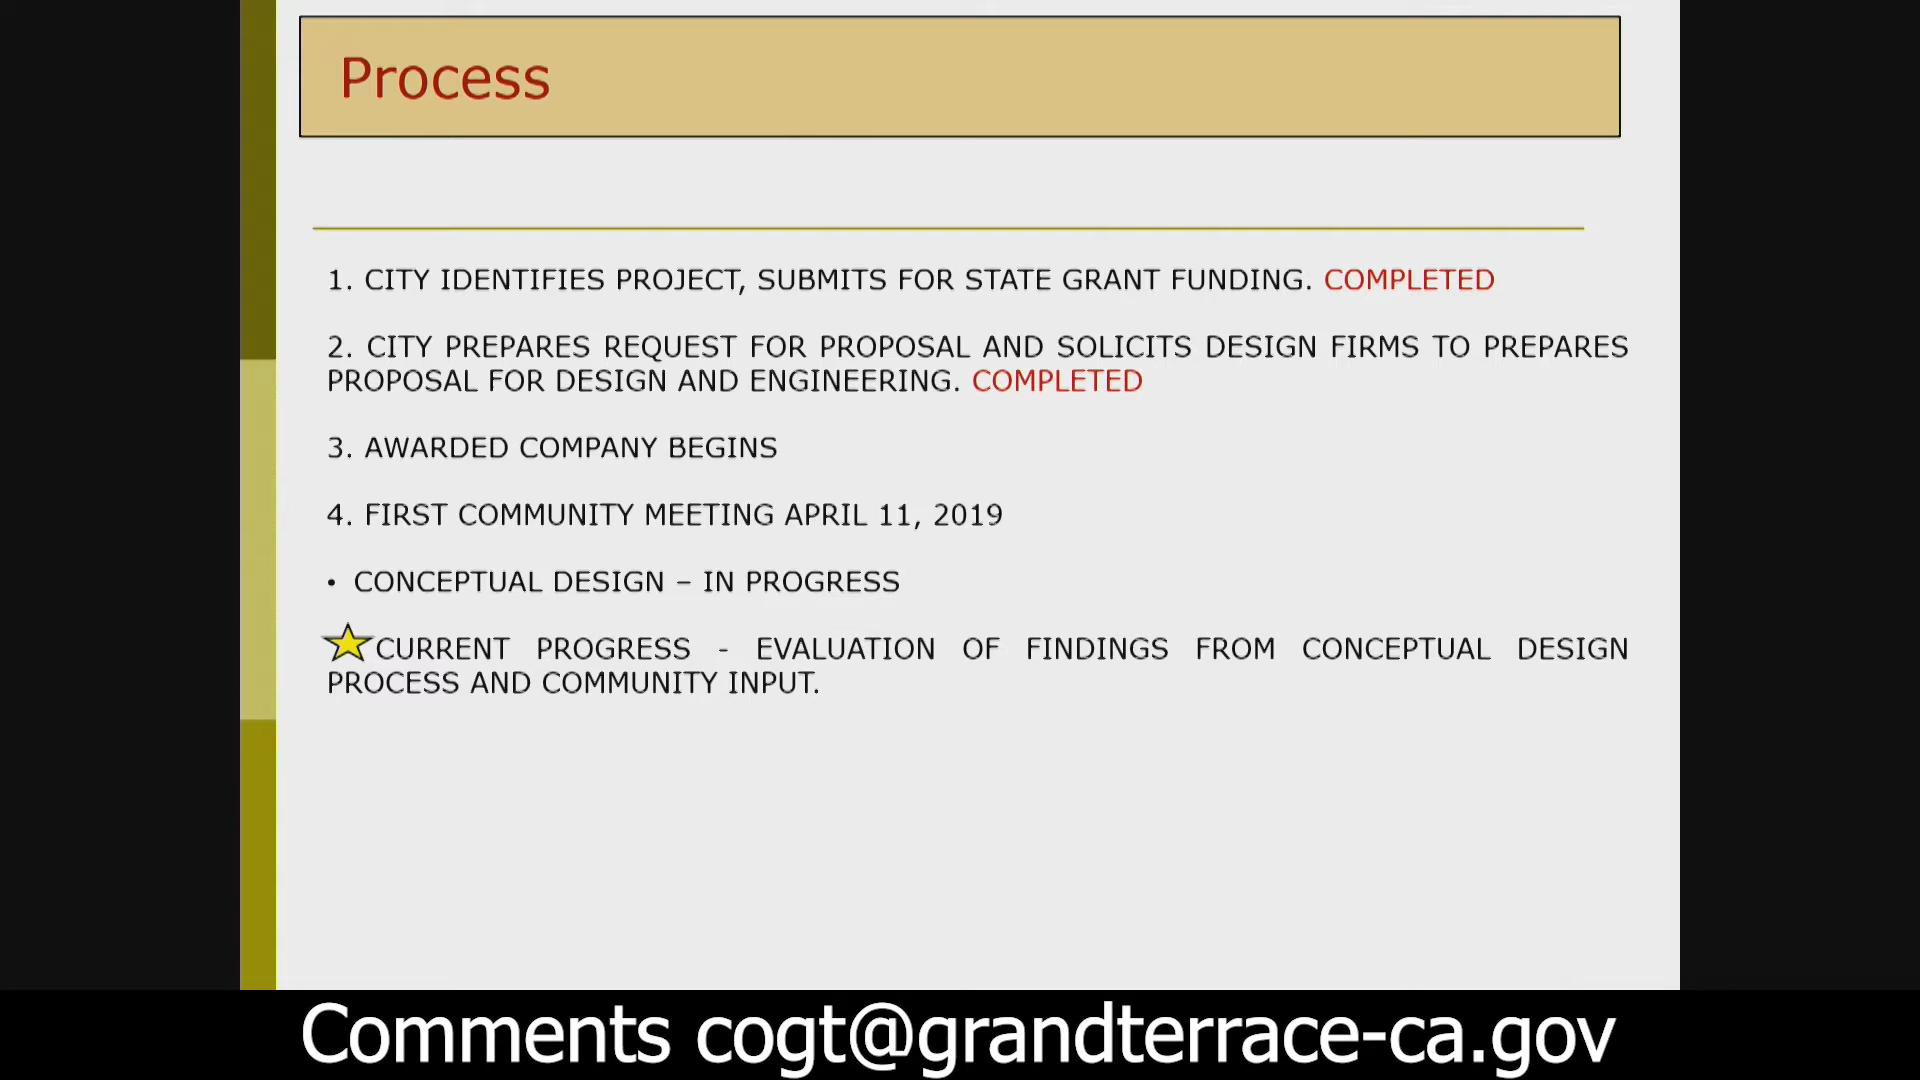 Process
1. CITY IDENTIFIES PROJECT, SUBMITS FOR STATE GRANT FUNDING. COMPLETED
2. CITY PREPARES REQUEST FOR PROPOSAL AND SOLICITS DESIGN FIRMS TO PREPARES
PROPOSAL FOR DESIGN AND ENGINEERING. COMPLETED
3. AWARDED COMPANY BEGINS
4. FIRST COMMUNITY MEETING APRIL 11, 2019
• CONCEPTUAL DESIGN – IN PROGRESS
CURRENT PROGRESS - EVALUATION OF FINDINGS FROM CONCEPTUAL DESIGN
PROCESS AND COMMUNITY INPUT.
Comments cogt@grandterrace-ca.gov